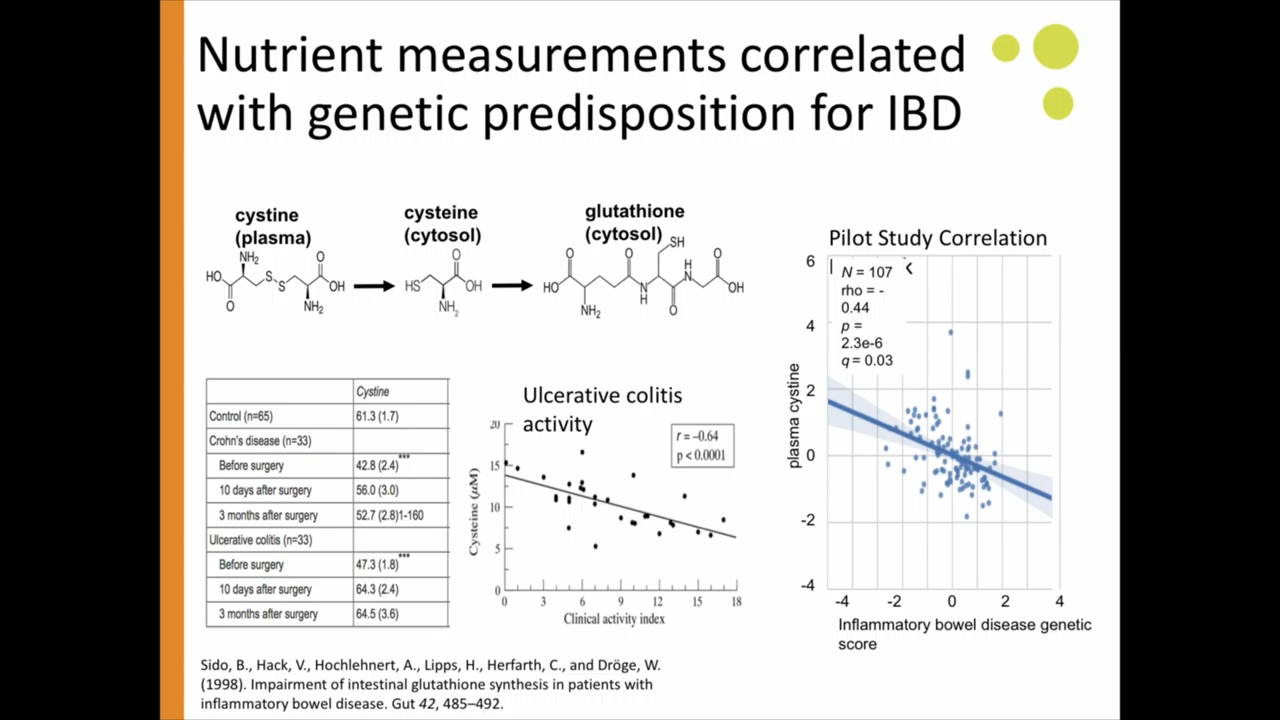 Nutrient measurements correlated
with genetic predisposition for IBD
cystine
(plasma)
cysteine
(cytosol)
glutathione
(cytosol)
NH2
HO
O
S
S
O
OH
NH2
HS
O
OH
NH2
O
HO
NH2
O
N
H
SH
O
H
N
O
OH
Cystine
Control (n=65) 61.3 (1.7)
Crohn's disease (n=33)
Before surgery 42.8 (2.4)***
10 days after surgery 56.0 (3.0)
3 months after surgery 52.7 (2.8)1-160
Ulcerative colitis (n=33)
Before surgery 47.3 (1.8)***
10 days after surgery 64.3 (2.4)
3 months after surgery 64.5 (3.6)
Ulcerative colitis
activity
r = –0.64
p < 0.0001
Cysteine (µM)
20
15
10
5
0
0 3 6 9 12 15 18
Clinical activity index
Pilot Study Correlation
N = 107
rho = -
0.44
p =
2.3e-6
q = 0.03
plasma cystine
6
4
2
0
-2
-4
-4 -2 0 2 4
Inflammatory bowel disease genetic
score
Sido, B., Hack, V., Hochlehnert, A., Lipps, H., Herfarth, C., and Dröge, W.
(1998). Impairment of intestinal glutathione synthesis in patients with
inflammatory bowel disease. Gut 42, 485–492.